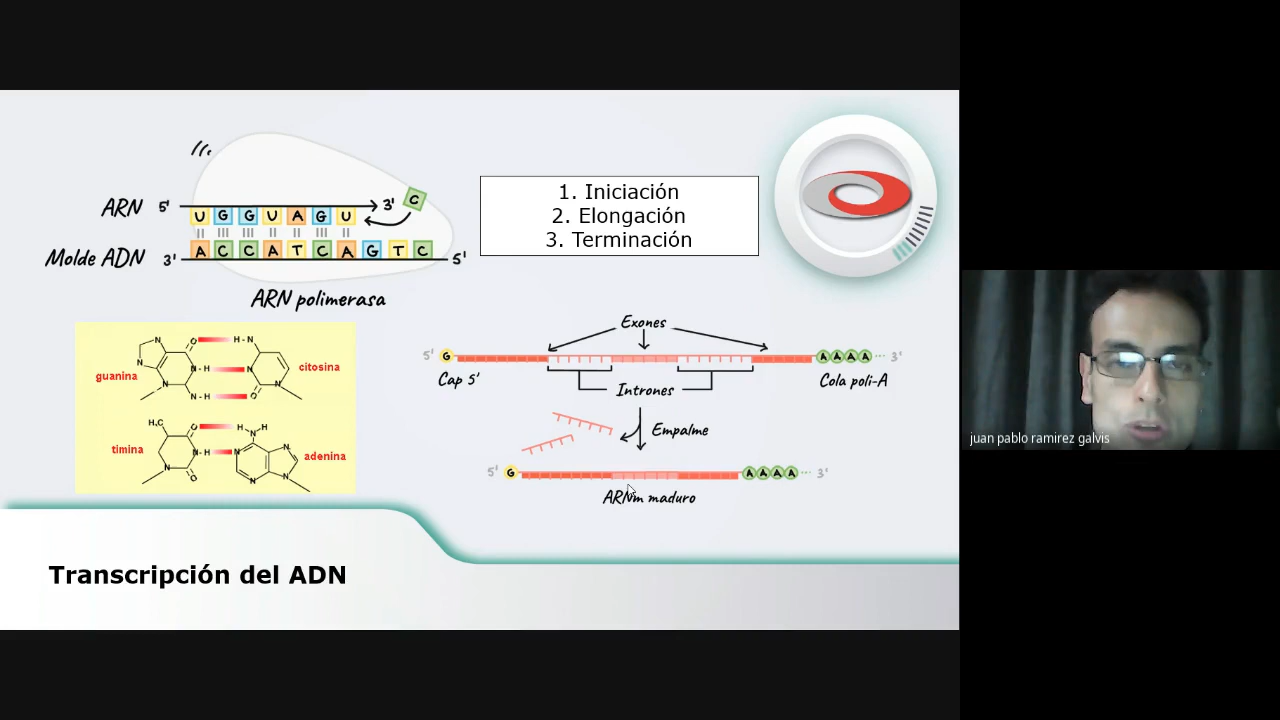 ARN 5' 3' C
U G G U A G U
A C C A T C A G T C
Molde ADN 3' 5'
ARN polimerasa
1. Iniciación
2. Elongación
3. Terminación
guanina
citosina
O H-N
N-H N
N N-H O
timina
adenina
H₃C O H-N-H
N-H N N
N O N N
Exones
5' G A A A A ... 3'
Cap 5'
Intrones
Cola poli-A
Empalme
5' G A A A A ... 3'
ARNm maduro
Transcripción del ADN
juan pablo ramirez galvis